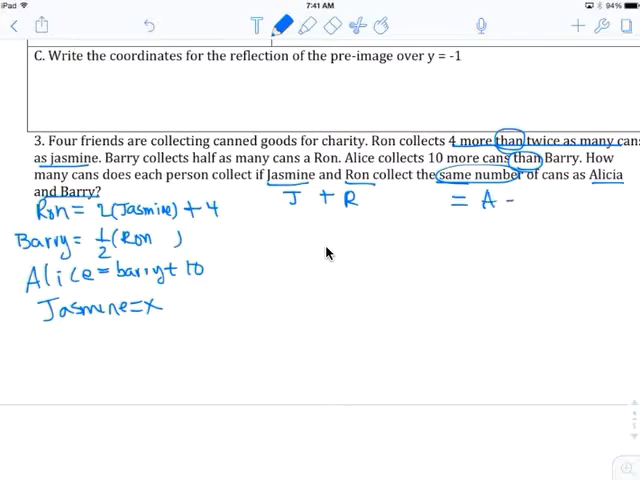 iPad
7:41 AM
94%
T
C. Write the coordinates for the reflection of the pre-image over y = -1
3. Four friends are collecting canned goods for charity. Ron collects 4 more than twice as many cans
as jasmine. Barry collects half as many cans a Ron. Alice collects 10 more cans than Barry. How
many cans does each person collect if Jasmine and Ron collect the same number of cans as Alicia
and Barry?
J + R = A -
Ron = 2(Jasmine) + 4
Barry = 1/2 (Ron )
Alice = barry + 10
Jasmine = x